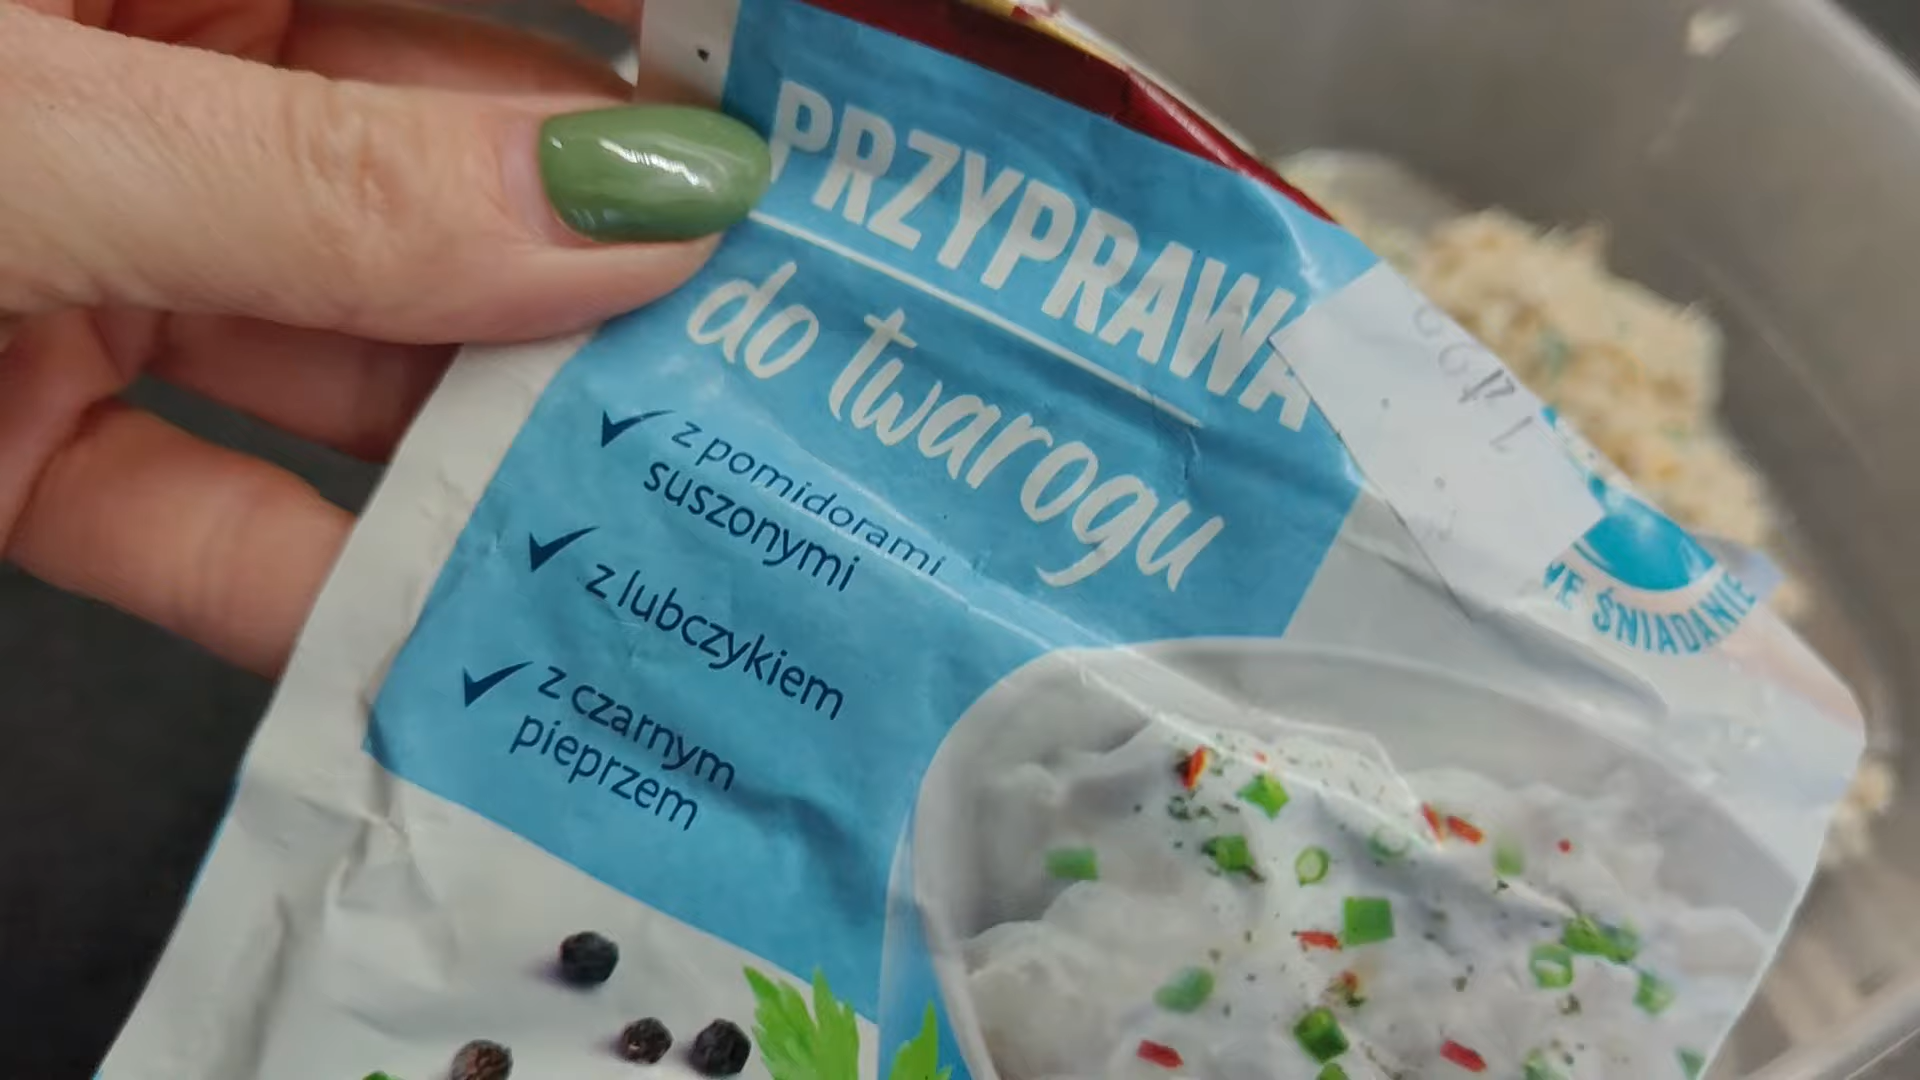 PRZYPRAWA
do twarogu
z pomidorami
suszonymi
z lubczykiem
z czarnym
pieprzem
ŚNIADANIE